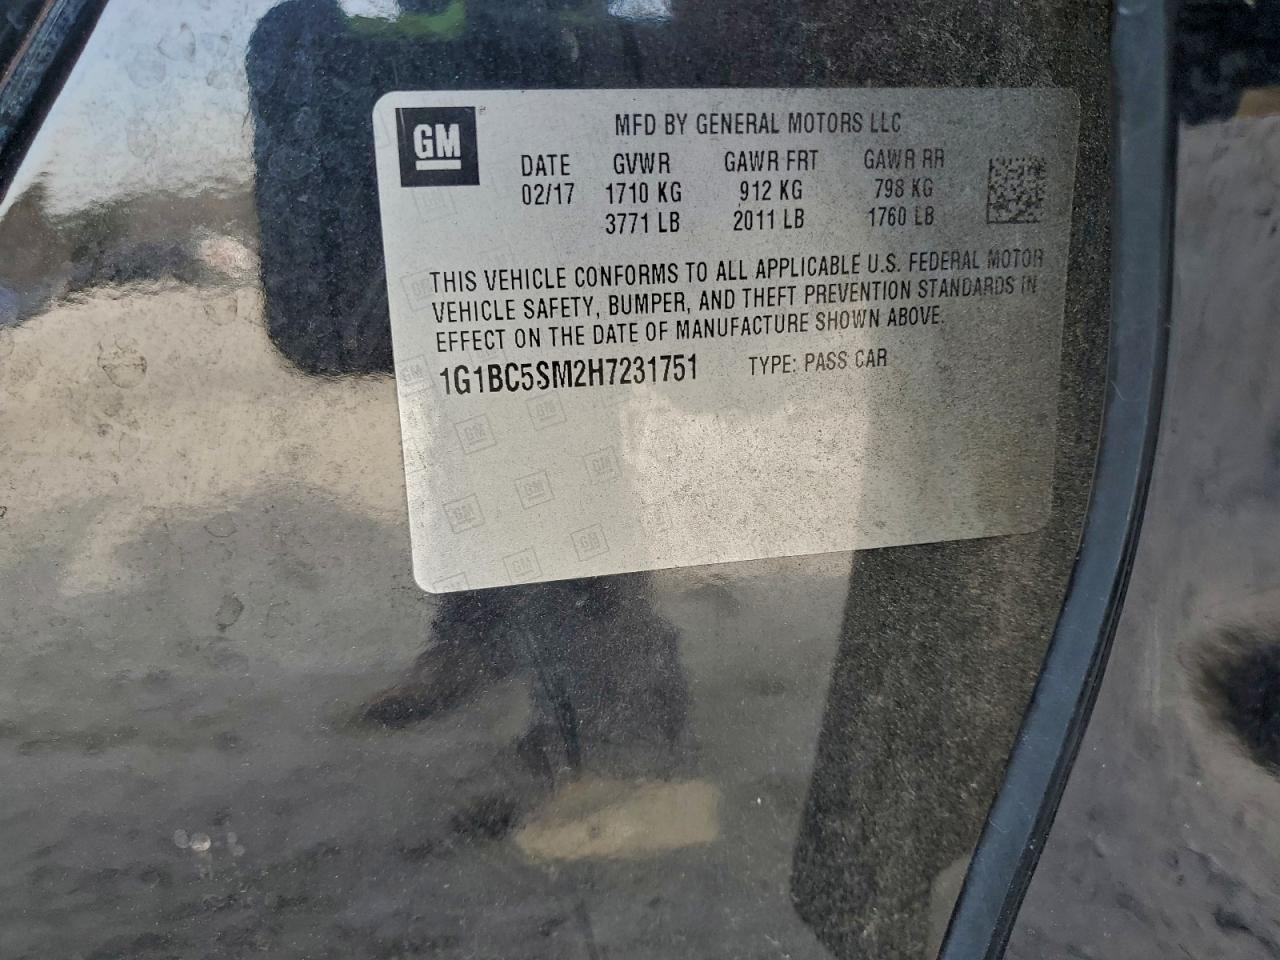 GM
MFD BY GENERAL MOTORS LLC
DATE GVWR GAWR FRT GAWR RR
02/17 1710 KG 912 KG 798 KG
3771 LB 2011 LB 1760 LB
THIS VEHICLE CONFORMS TO ALL APPLICABLE U.S. FEDERAL MOTOR
VEHICLE SAFETY, BUMPER, AND THEFT PREVENTION STANDARDS IN
EFFECT ON THE DATE OF MANUFACTURE SHOWN ABOVE.
1G1BC5SM2H7231751 TYPE: PASS CAR